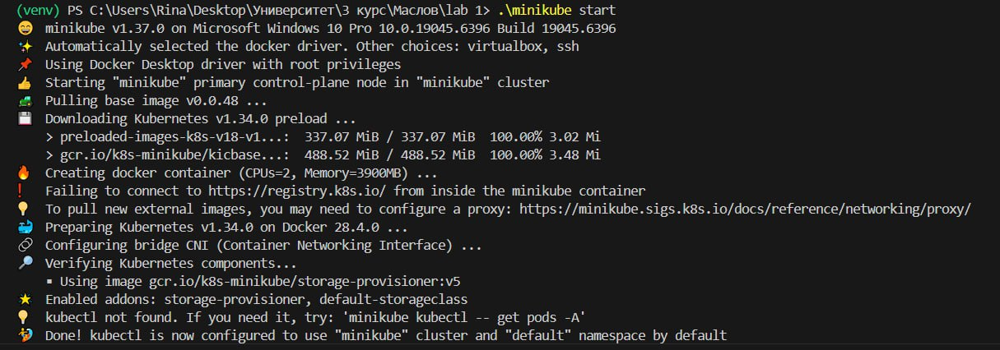 (venv) PS C:\Users\Rina\Desktop\Университет\3 курс\Маслов\lab 1> .\minikube start
😄 minikube v1.37.0 on Microsoft Windows 10 Pro 10.0.19045.6396 Build 19045.6396
✨ Automatically selected the docker driver. Other choices: virtualbox, ssh
📌 Using Docker Desktop driver with root privileges
👍 Starting "minikube" primary control-plane node in "minikube" cluster
🚜 Pulling base image v0.0.48 ...
💾 Downloading Kubernetes v1.34.0 preload ...
> preloaded-images-k8s-v18-v1...: 337.07 MiB / 337.07 MiB 100.00% 3.02 Mi
> gcr.io/k8s-minikube/kicbase...: 488.52 MiB / 488.52 MiB 100.00% 3.48 Mi
🔥 Creating docker container (CPUs=2, Memory=3900MB) ...
❗ Failing to connect to https://registry.k8s.io/ from inside the minikube container
💡 To pull new external images, you may need to configure a proxy: https://minikube.sigs.k8s.io/docs/reference/networking/proxy/
🐳 Preparing Kubernetes v1.34.0 on Docker 28.4.0 ...
🔗 Configuring bridge CNI (Container Networking Interface) ...
🔎 Verifying Kubernetes components...
▪ Using image gcr.io/k8s-minikube/storage-provisioner:v5
🌟 Enabled addons: storage-provisioner, default-storageclass
💡 kubectl not found. If you need it, try: 'minikube kubectl -- get pods -A'
🏄 Done! kubectl is now configured to use "minikube" cluster and "default" namespace by default